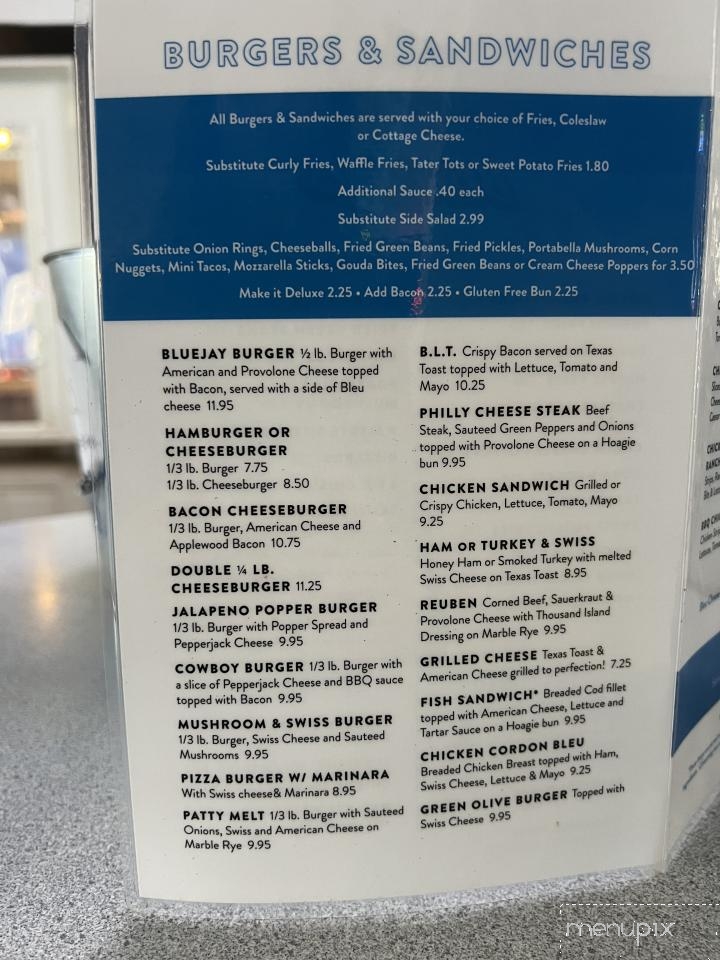 BURGERS & SANDWICHES
All Burgers & Sandwiches are served with your choice of Fries, Coleslaw
or Cottage Cheese.
Substitute Curly Fries, Waffle Fries, Tater Tots or Sweet Potato Fries 1.80
Additional Sauce .40 each
Substitute Side Salad 2.99
Substitute Onion Rings, Cheeseballs, Fried Green Beans, Fried Pickles, Portabella Mushrooms, Corn
Nuggets, Mini Tacos, Mozzarella Sticks, Gouda Bites, Fried Green Beans or Cream Cheese Poppers for 3.50
Make it Deluxe 2.25 • Add Bacon 2.25 • Gluten Free Bun 2.25
BLUEJAY BURGER ½ lb. Burger with
American and Provolone Cheese topped
with Bacon, served with a side of Bleu
cheese 11.95
HAMBURGER OR
CHEESEBURGER
1/3 lb. Burger 7.75
1/3 lb. Cheeseburger 8.50
BACON CHEESEBURGER
1/3 lb. Burger, American Cheese and
Applewood Bacon 10.75
DOUBLE ¼ LB.
CHEESEBURGER 11.25
JALAPENO POPPER BURGER
1/3 lb. Burger with Popper Spread and
Pepperjack Cheese 9.95
COWBOY BURGER 1/3 lb. Burger with
a slice of Pepperjack Cheese and BBQ sauce
topped with Bacon 9.95
MUSHROOM & SWISS BURGER
1/3 lb. Burger, Swiss Cheese and Sauteed
Mushrooms 9.95
PIZZA BURGER W/ MARINARA
With Swiss cheese& Marinara 8.95
PATTY MELT 1/3 lb. Burger with Sauteed
Onions, Swiss and American Cheese on
Marble Rye 9.95
B.L.T. Crispy Bacon served on Texas
Toast topped with Lettuce, Tomato and
Mayo 10.25
PHILLY CHEESE STEAK Beef
Steak, Sauteed Green Peppers and Onions
topped with Provolone Cheese on a Hoagie
bun 9.95
CHICKEN SANDWICH Grilled or
Crispy Chicken, Lettuce, Tomato, Mayo
9.25
HAM OR TURKEY & SWISS
Honey Ham or Smoked Turkey with melted
Swiss Cheese on Texas Toast 8.95
REUBEN Corned Beef, Sauerkraut &
Provolone Cheese with Thousand Island
Dressing on Marble Rye 9.95
GRILLED CHEESE Texas Toast &
American Cheese grilled to perfection! 7.25
FISH SANDWICH* Breaded Cod fillet
topped with American Cheese, Lettuce and
Tartar Sauce on a Hoagie bun 9.95
CHICKEN CORDON BLEU
Breaded Chicken Breast topped with Ham,
Swiss Cheese, Lettuce & Mayo 9.25
GREEN OLIVE BURGER Topped with
Swiss Cheese 9.95
menupix